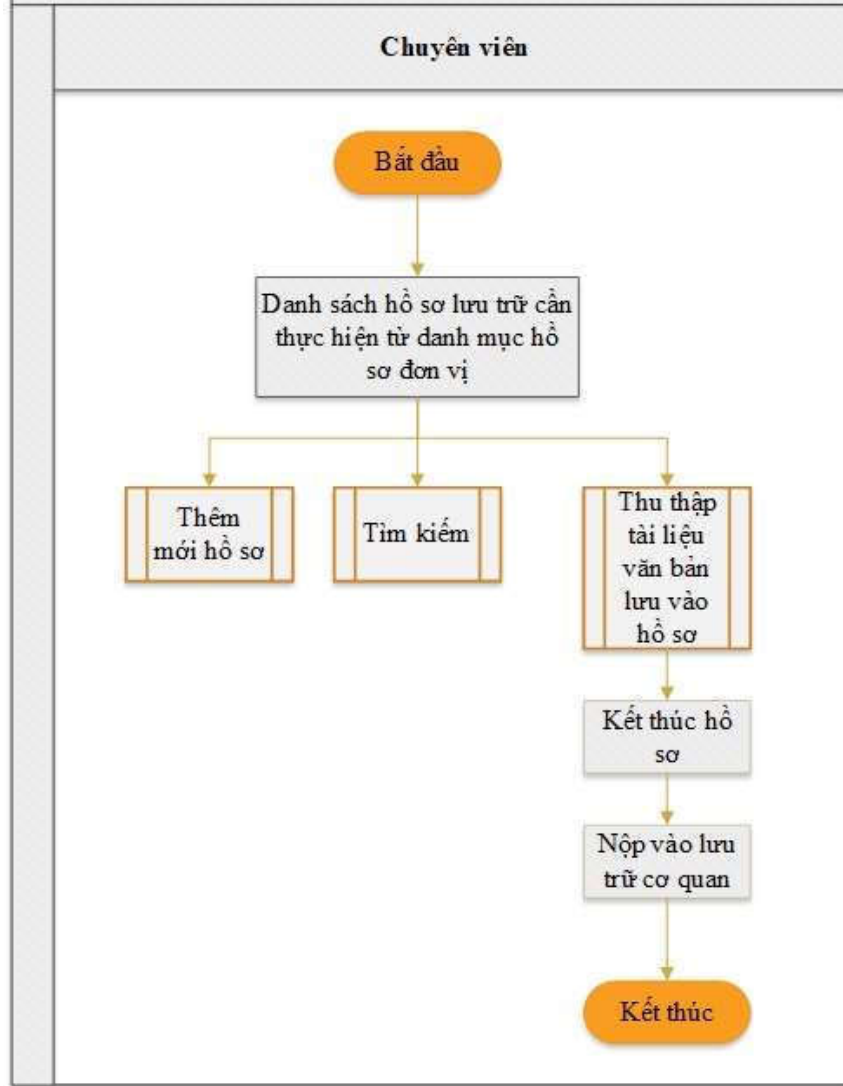 Chuyên viên
Bắt đầu
Danh sách hồ sơ lưu trữ cần
thực hiện từ danh mục hồ
sơ đơn vị
Thêm
mới hồ sơ
Tìm kiếm
Thu thập
tài liệu
văn bản
lưu vào
hồ sơ
Kết thúc hồ
sơ
Nộp vào lưu
trữ cơ quan
Kết thúc